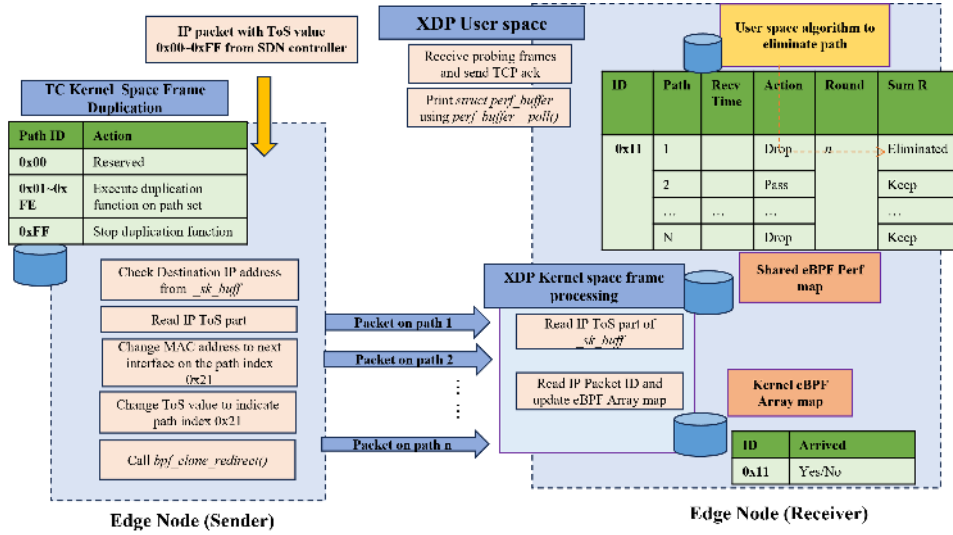 IP packet with ToS value
0x00~0xFF from SDN controller
TC Kernel Space Frame
Duplication
Path ID Action
0x00 Reserved
0x01~0x
FE
Execute duplication
function on path set
0xFF Stop duplication function
Check Destination IP address
from _sk_buff
Read IP ToS part
Change MAC address to next
interface on the path index
0x21
Change ToS value to indicate
path index 0x21
Call bpf_clone_redirect()
Edge Node (Sender)
Packet on path 1
Packet on path 2
Packet on path n
XDP User space
Receive probing frames
and send TCP ack
Print struct perf_buffer
using perf_buffer__poll()
User space algorithm to
eliminate path
ID Path Recv
Time Action Round Sum R
0x11 1 Drop n Eliminated
2 Pass Keep
... ... ... ...
N Drop Keep
XDP Kernel space frame
processing
Shared eBPF Perf
map
Read IP ToS part of
_sk_buff
Read IP Packet ID and
update eBPF Array map
Kernel eBPF
Array map
ID Arrived
0x11 Yes/No
Edge Node (Receiver)